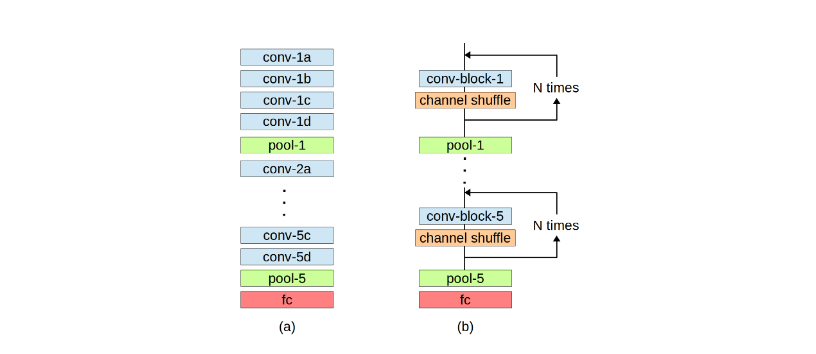 conv-1a
conv-1b
conv-1c
conv-1d
pool-1
conv-2a
conv-5c
conv-5d
pool-5
fc
(a)
conv-block-1
channel shuffle
N times
pool-1
conv-block-5
channel shuffle
N times
pool-5
fc
(b)